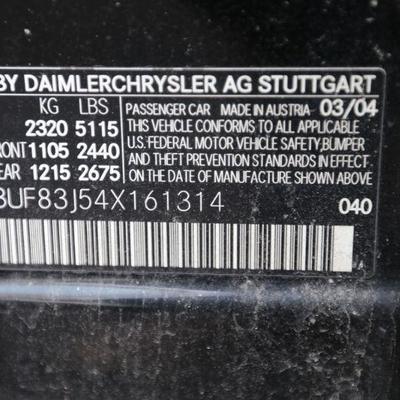 BY DAIMLERCHRYSLER AG STUTTGART
KG LBS PASSENGER CAR MADE IN AUSTRIA 03/04
2320 5115 THIS VEHICLE CONFORMS TO ALL APPLICABLE
FRONT 1105 2440 U.S. FEDERAL MOTOR VEHICLE SAFETY, BUMPER
REAR 1215 2675 AND THEFT PREVENTION STANDARDS IN EFFECT
ON THE DATE OF MANUFACTURE SHOWN ABOVE.
BUF83J54X161314 040